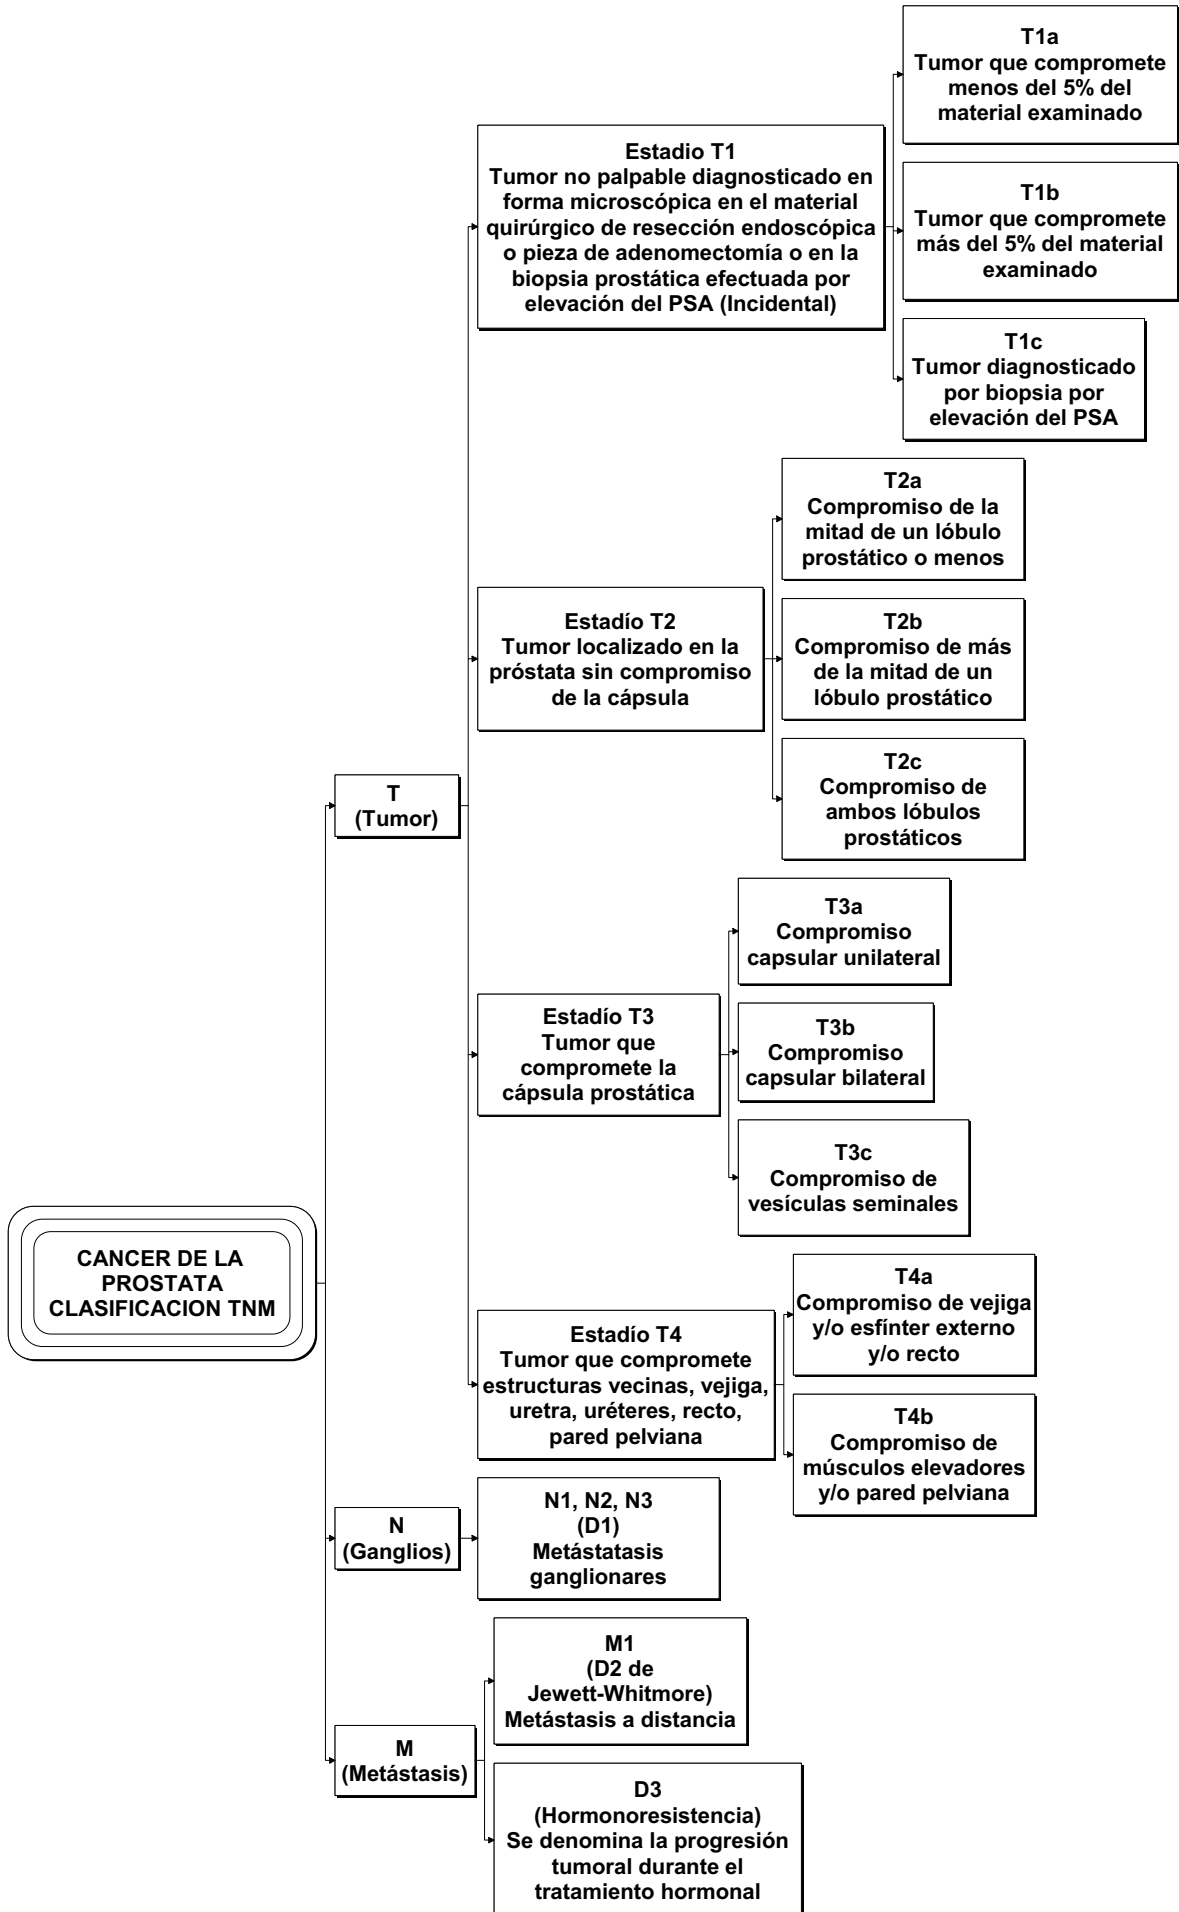 CANCER DE LA
PROSTATA
CLASIFICACION TNM
T
(Tumor)
Estadio T1
Tumor no palpable diagnosticado en
forma microscópica en el material
quirúrgico de resección endoscópica
o pieza de adenomectomía o en la
biopsia prostática efectuada por
elevación del PSA (Incidental)
T1a
Tumor que compromete
menos del 5% del
material examinado
T1b
Tumor que compromete
más del 5% del material
examinado
T1c
Tumor diagnosticado
por biopsia por
elevación del PSA
Estadío T2
Tumor localizado en la
próstata sin compromiso
de la cápsula
T2a
Compromiso de la
mitad de un lóbulo
prostático o menos
T2b
Compromiso de más
de la mitad de un
lóbulo prostático
T2c
Compromiso de
ambos lóbulos
prostáticos
Estadío T3
Tumor que
compromete la
cápsula prostática
T3a
Compromiso
capsular unilateral
T3b
Compromiso
capsular bilateral
T3c
Compromiso de
vesículas seminales
Estadío T4
Tumor que compromete
estructuras vecinas, vejiga,
uretra, uréteres, recto,
pared pelviana
T4a
Compromiso de vejiga
y/o esfínter externo
y/o recto
T4b
Compromiso de
músculos elevadores
y/o pared pelviana
N
(Ganglios)
N1, N2, N3
(D1)
Metástatasis
ganglionares
M
(Metástasis)
M1
(D2 de
Jewett-Whitmore)
Metástasis a distancia
D3
(Hormonoresistencia)
Se denomina la progresión
tumoral durante el
tratamiento hormonal